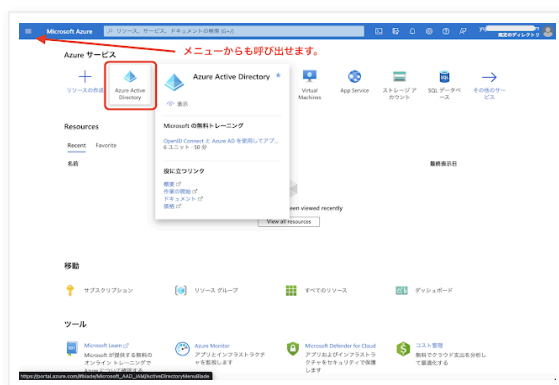 Microsoft Azure
リソース、サービス、ドキュメントの検索 (G+/)
既定のディレクトリ
メニューからも呼び出せます。
Azure サービス
リソースの作成
Azure Active
Directory
Azure Active Directory
表示
Microsoft の無料トレーニング
OpenID Connect と Azure AD を使用してアプ...
6 ユニット · 50 分
役に立つリンク
概要
作業の開始
ドキュメント
価格
Virtual
Machines
App Service
ストレージ ア
カウント
SQL データベ
ース
その他のサー
ビス
Resources
Recent
Favorite
名前
最終表示日
een viewed recently
View all resources
移動
サブスクリプション
リソース グループ
すべてのリソース
ダッシュボード
ツール
Microsoft Learn
Microsoft が提供する無料の
オンライン トレーニングで
Azure について確認する
Azure Monitor
アプリとインフラストラクチ
ャを監視します
Microsoft Defender for Cloud
アプリおよびインフラストラ
クチャをセキュリティで保護
します
コスト管理
無料でクラウド支出を分析し
て最適化する
https://portal.azure.com/#blade/Microsoft_AAD_IAM/ActiveDirectoryMenuBlade